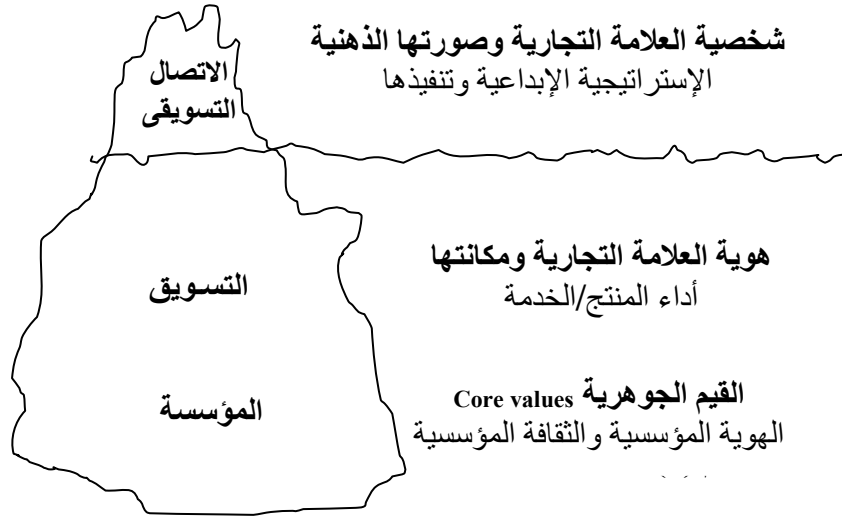 شخصية العلامة التجارية وصورتها الذهنية
الإستراتيجية الإبداعية وتنفيذها
الاتصال
التسويقى
هوية العلامة التجارية ومكانتها
أداء المنتج/الخدمة
التسويق
القيم الجوهرية Core values
الهوية المؤسسية والثقافة المؤسسية
المؤسسة